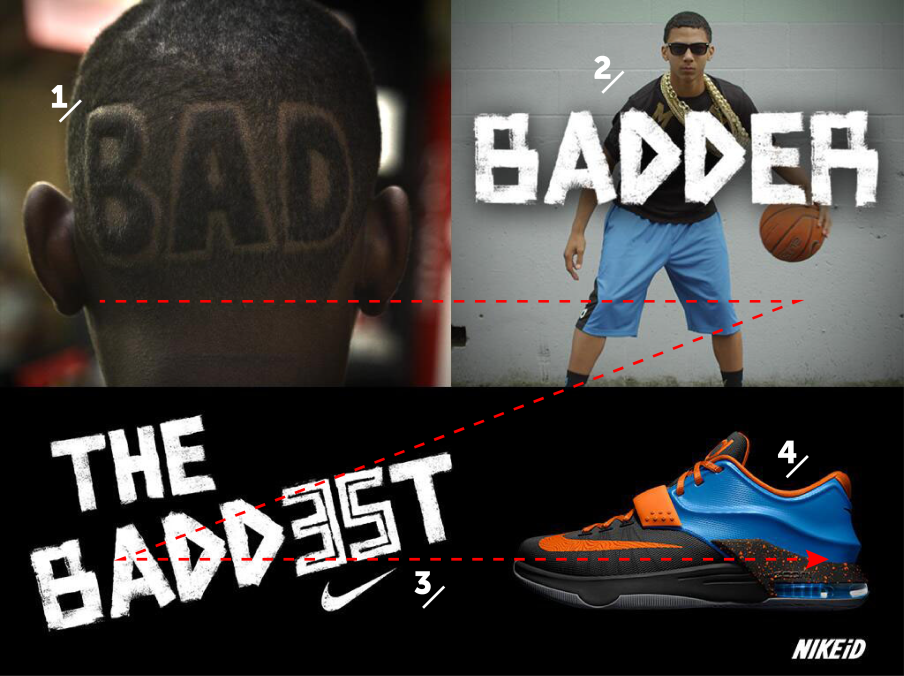 1/
BAD
2/
BADDER
THE
BADD35T
3/
4/
NIKEiD